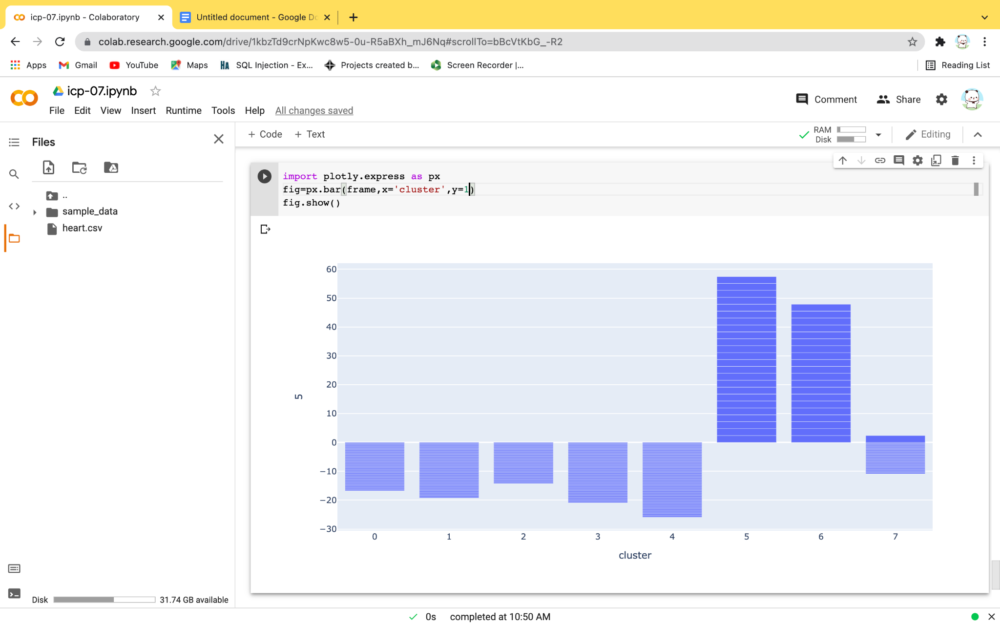 icp-07.ipynb - Colaboratory
Untitled document - Google Do
colab.research.google.com/drive/1kbzTd9crNpKwc8w5-0u-R5aBXh_mJ6Nq#scrollTo=bBcVtKbG_-R2
Apps Gmail YouTube Maps HA SQL Injection - Ex... Projects created b... Screen Recorder |... Reading List
icp-07.ipynb
Comment Share
File Edit View Insert Runtime Tools Help All changes saved
Files
+ Code + Text
RAM
Disk
Editing
..
sample_data
heart.csv
import plotly.express as px
fig=px.bar(frame,x='cluster',y=1)
fig.show()
60
50
40
30
20
10
0
−10
−20
−30
5
0 1 2 3 4 5 6 7
cluster
Disk 31.74 GB available
0s completed at 10:50 AM